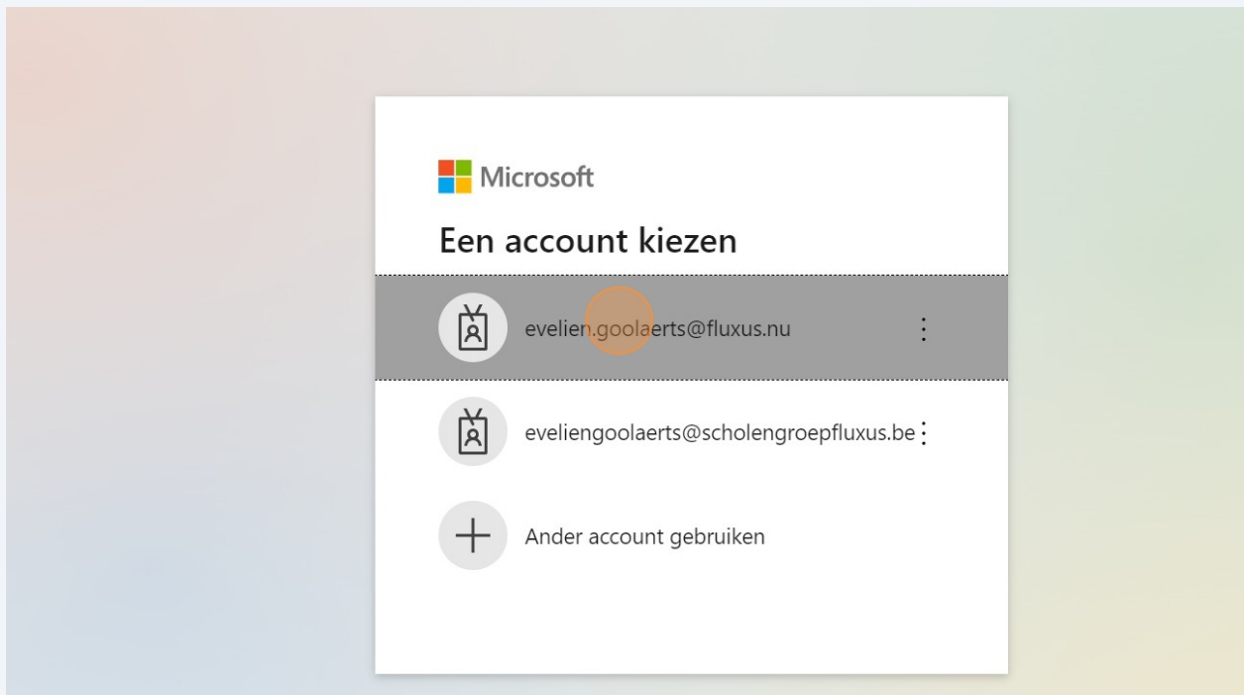 Microsoft
Een account kiezen
evelien.goolaerts@fluxus.nu
eveliengoolaerts@scholengroepfluxus.be
Ander account gebruiken